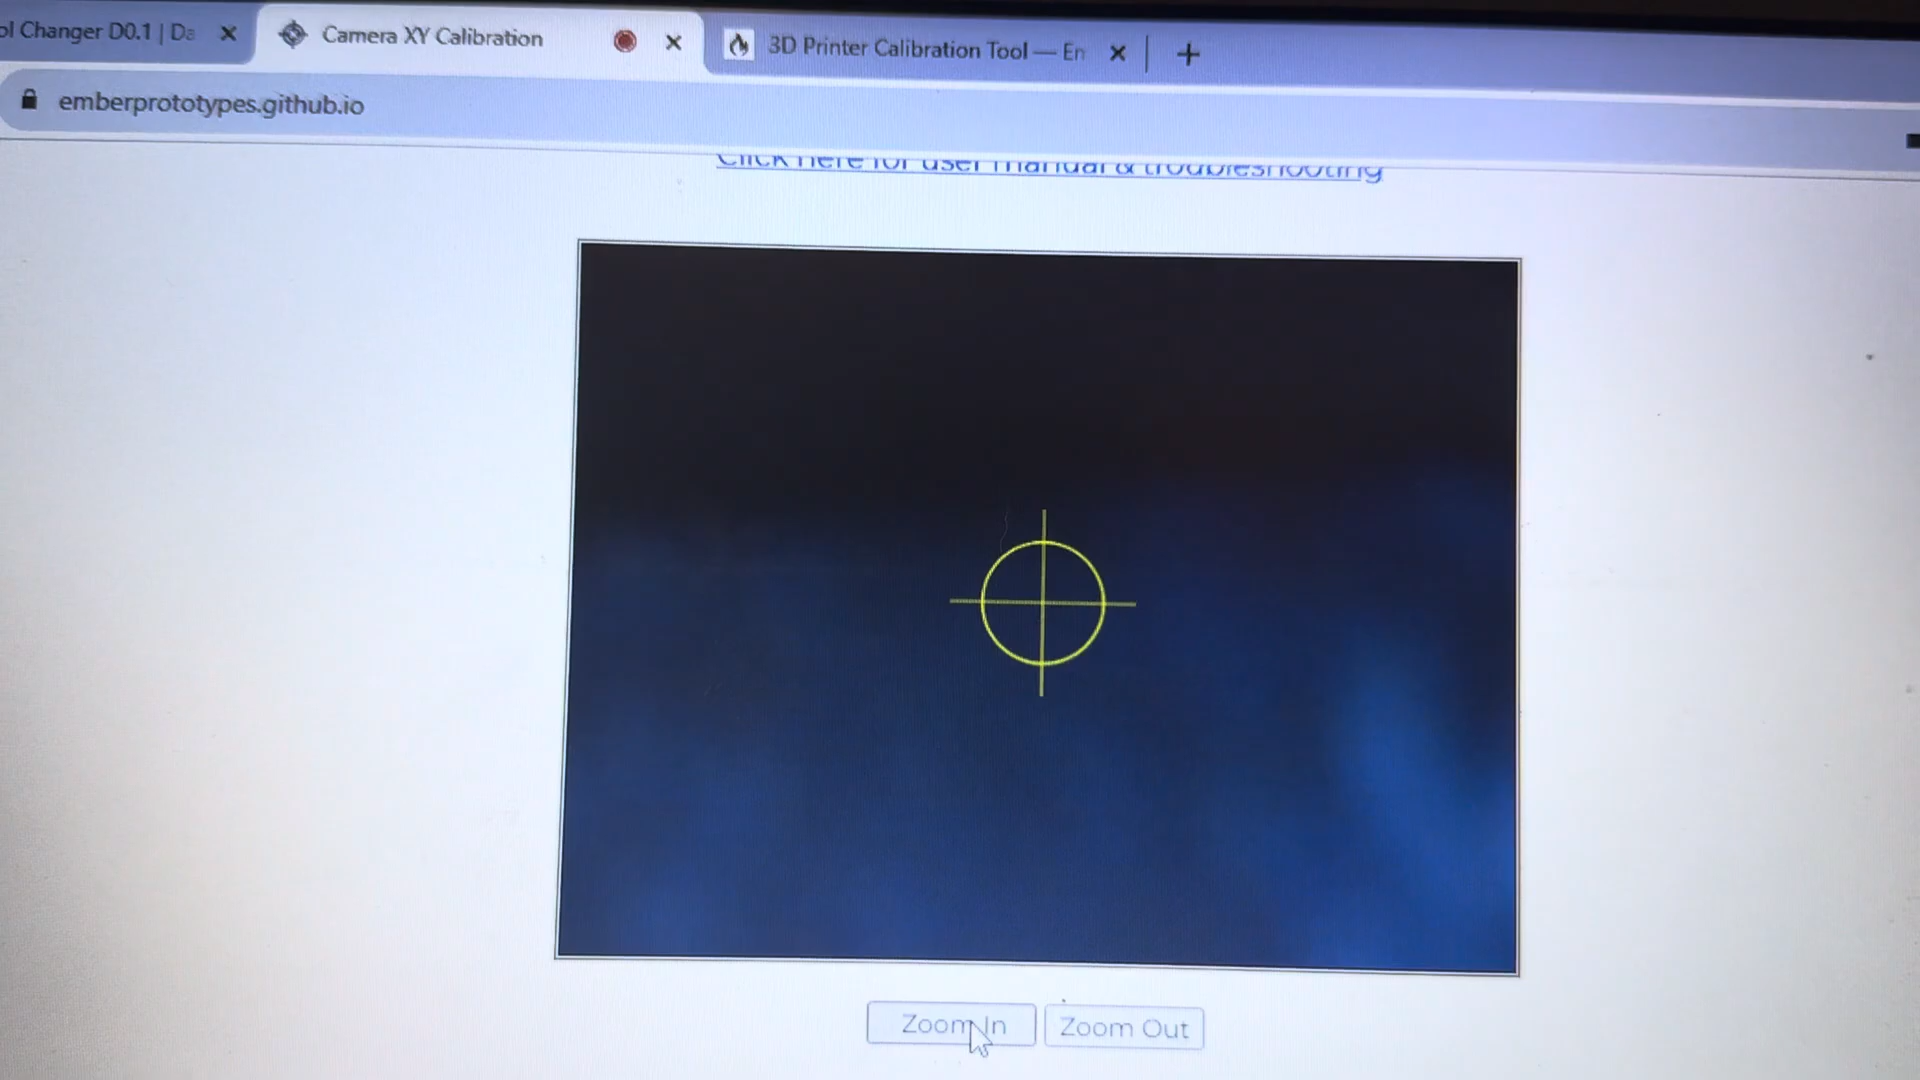 ol Changer D0.1 | Da
Camera XY Calibration
3D Printer Calibration Tool — En
emberprototypes.github.io
Click here for user manual & troubleshooting
Zoom In
Zoom Out